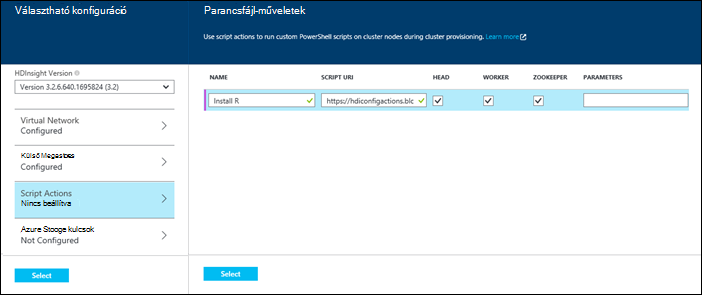 Választható konfiguráció
HDInsight Version
Version 3.2.6.640.1695824 (3.2)
Virtual Network
Configured
Külső Megastores
Configured
Script Actions
Nincs beállítva
Azure Stooge kulcsok
Not Configured
Select
Parancsfájl-műveletek
Use script actions to run custom PowerShell scripts on cluster nodes during cluster provisioning. Learn more
NAME SCRIPT URI HEAD WORKER ZOOKEEPER PARAMETERS
Install R https://hdiconfigactions.blc
Select